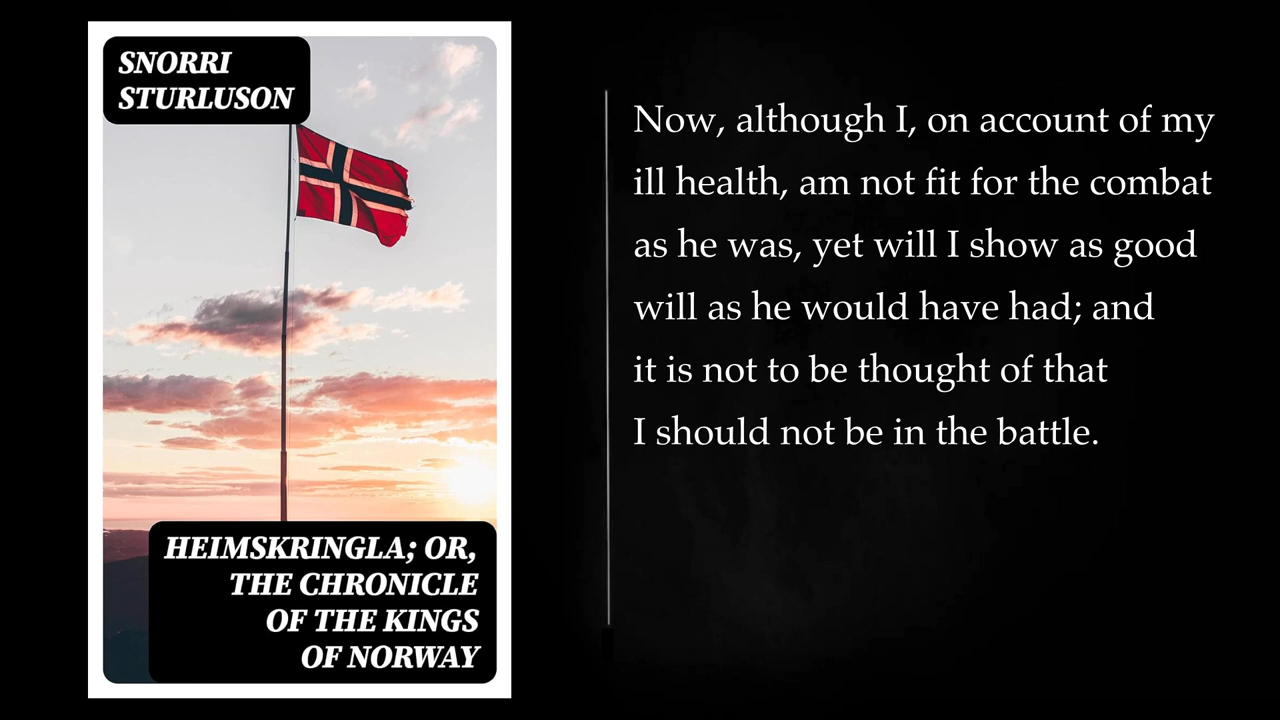 SNORRI
STURLUSON
HEIMSKRINGLA; OR,
THE CHRONICLE
OF THE KINGS
OF NORWAY
Now, although I, on account of my
ill health, am not fit for the combat
as he was, yet will I show as good
will as he would have had; and
it is not to be thought of that
I should not be in the battle.